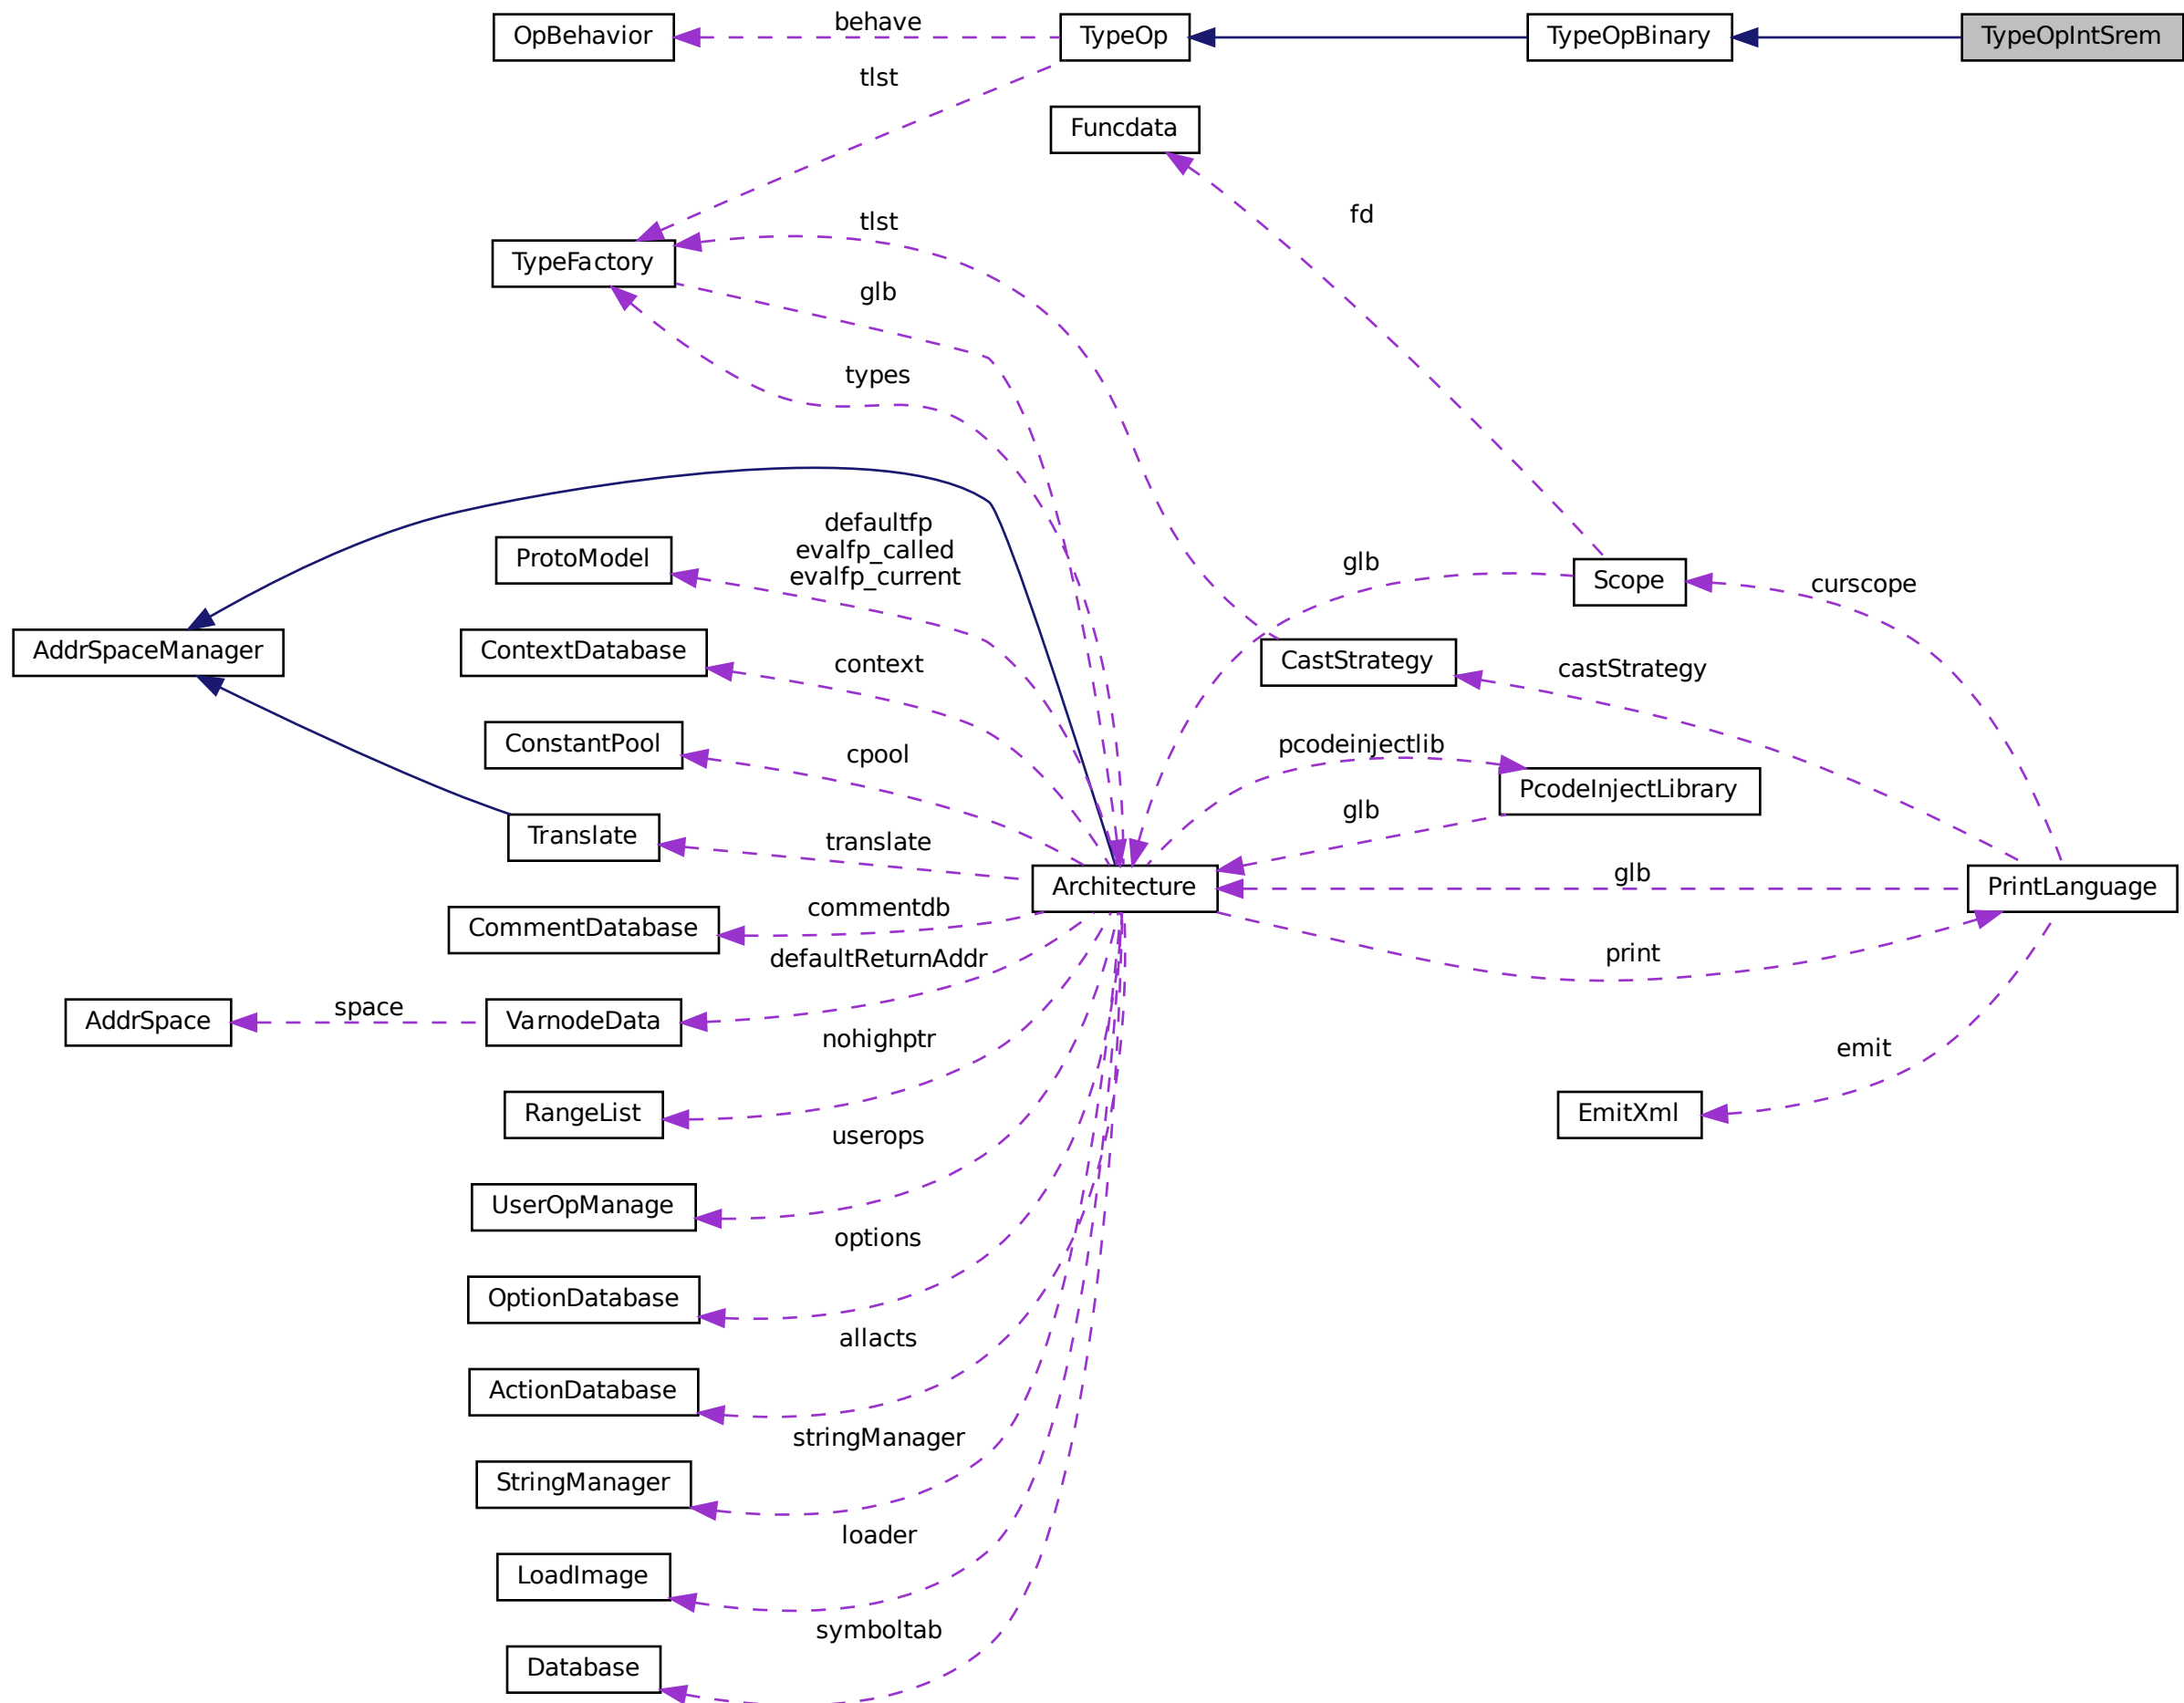 OpBehavior
behave
TypeOp
TypeOpBinary
TypeOpIntSrem
tlst
Funcdata
fd
tlst
TypeFactory
glb
types
defaultfp
evalfp_called
evalfp_current
ProtoModel
glb
Scope
curscope
AddrSpaceManager
ContextDatabase
context
CastStrategy
castStrategy
ConstantPool
cpool
pcodeinjectlib
PcodeInjectLibrary
Translate
translate
glb
Architecture
glb
PrintLanguage
CommentDatabase
commentdb
defaultReturnAddr
print
AddrSpace
space
VarnodeData
nohighptr
emit
RangeList
EmitXml
userops
UserOpManage
options
OptionDatabase
allacts
ActionDatabase
stringManager
StringManager
loader
LoadImage
symboltab
Database